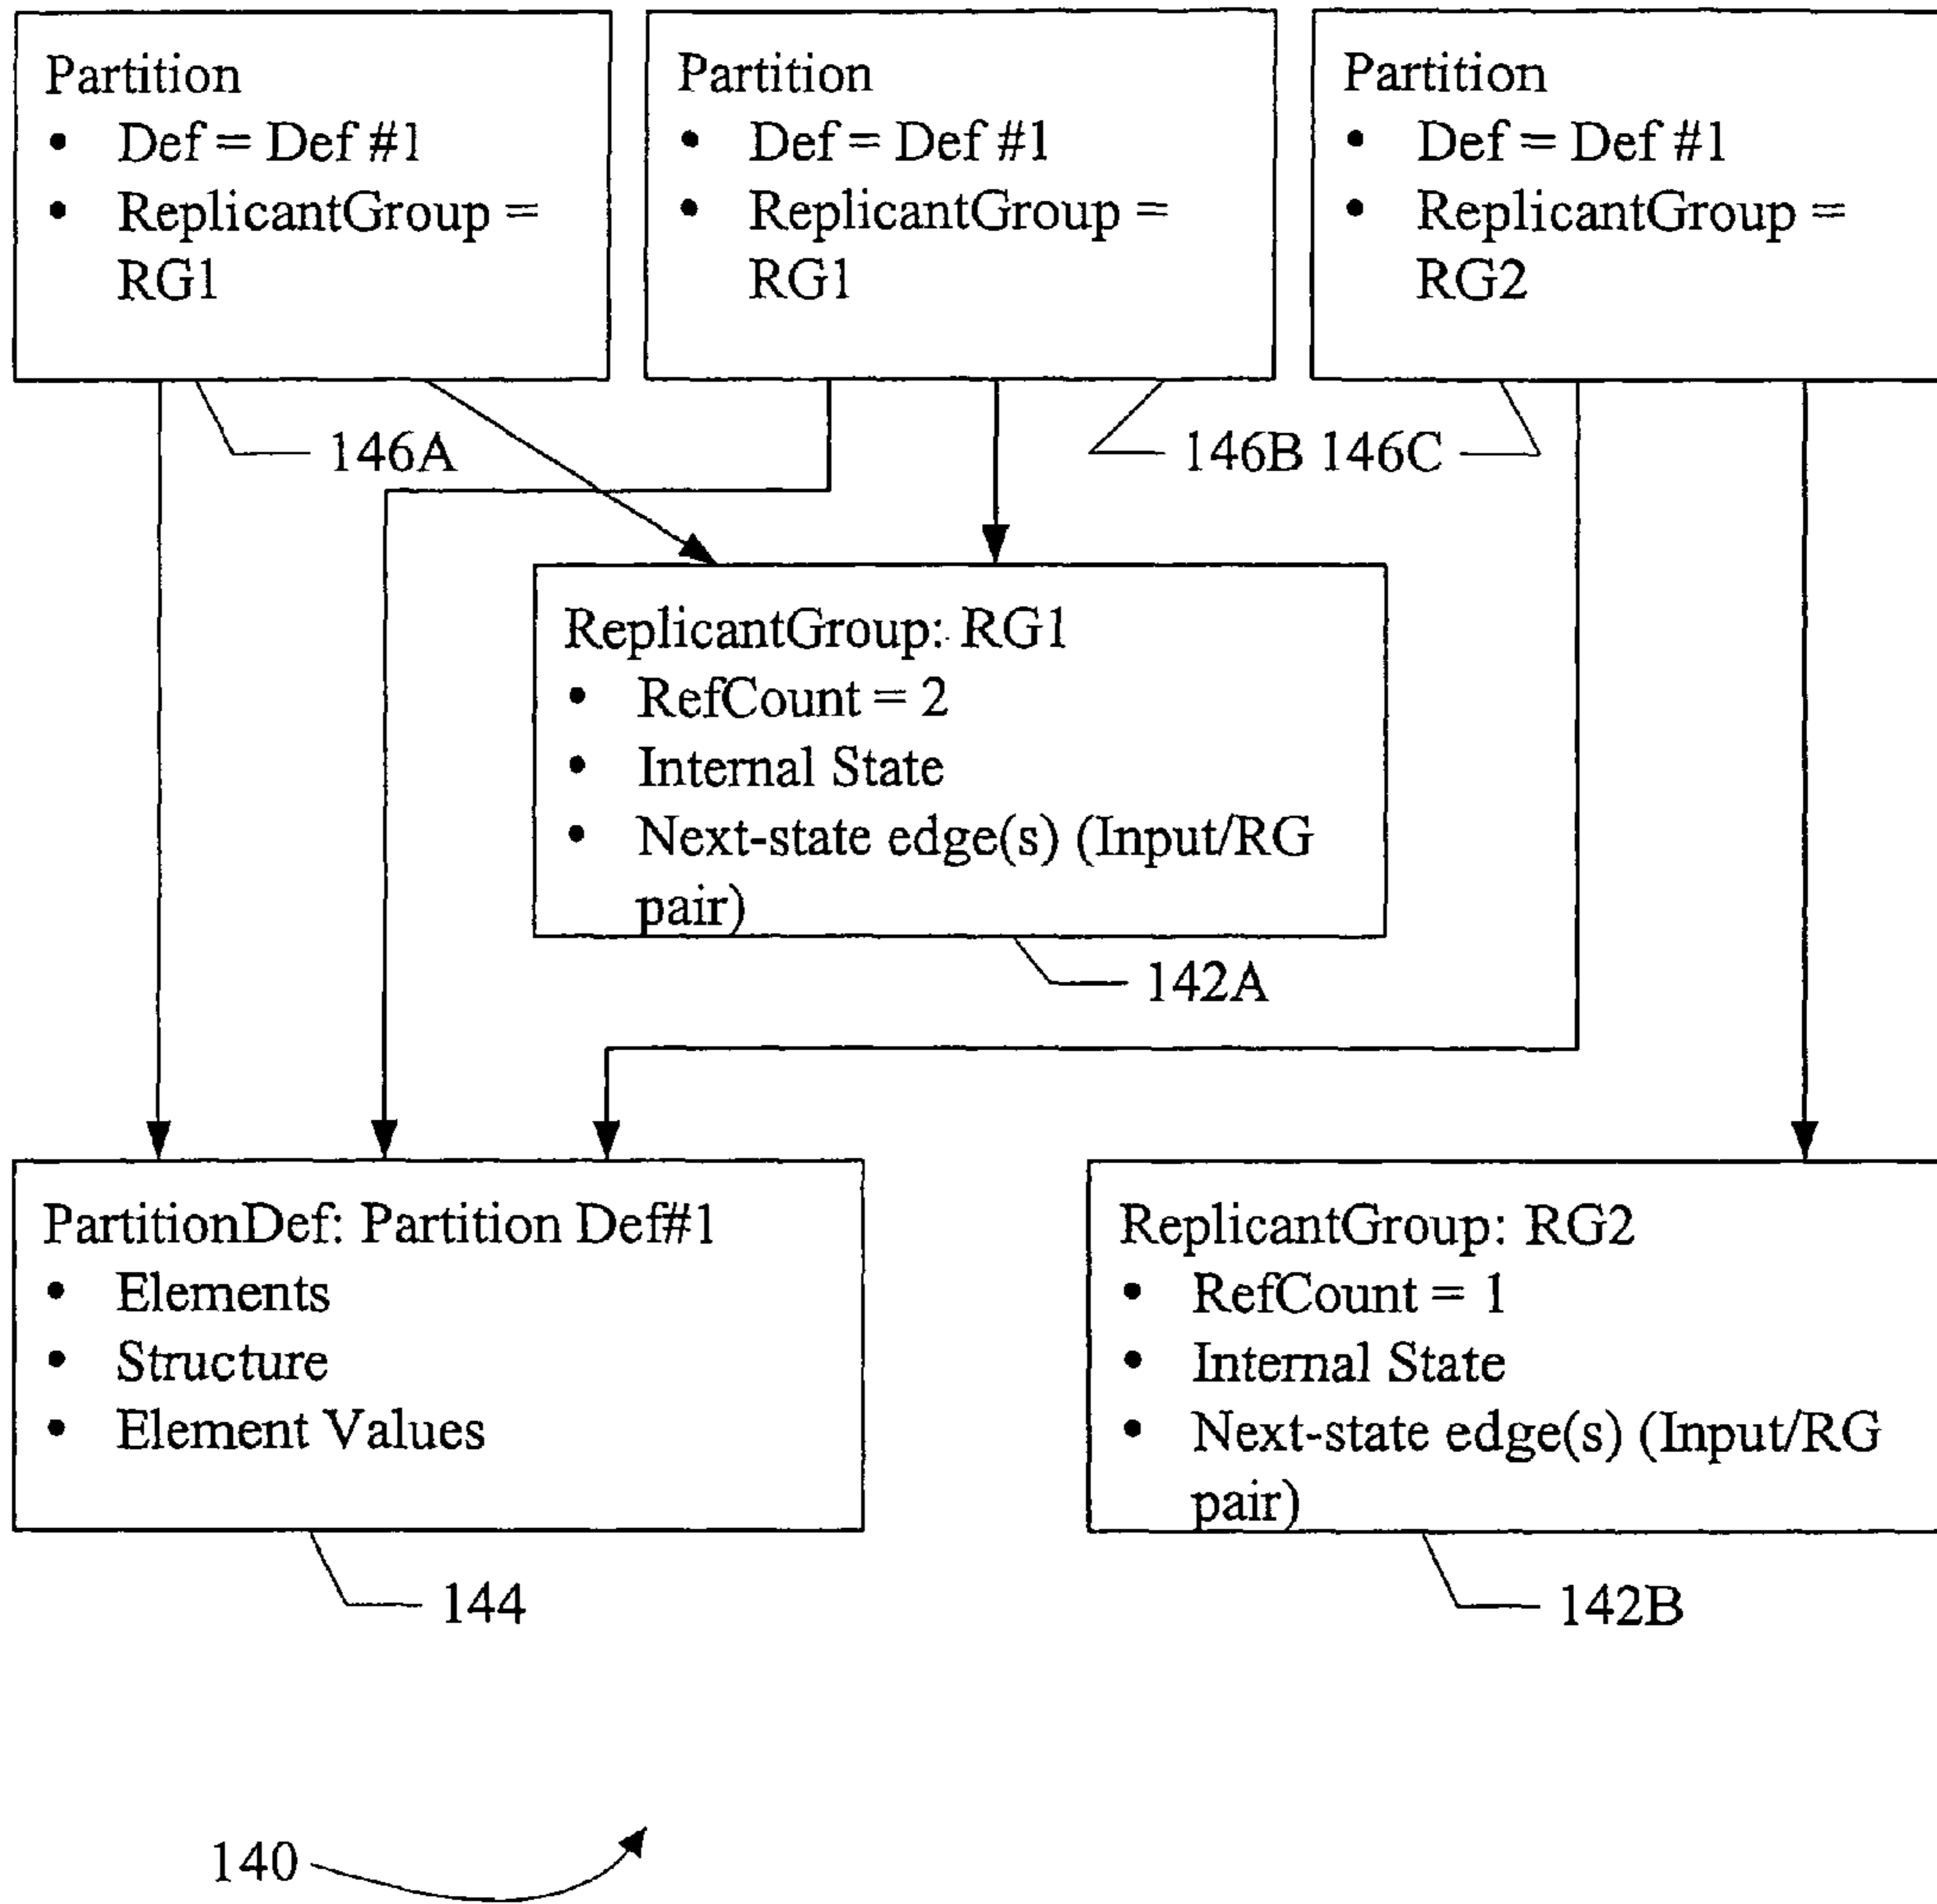 Partition
• Def = Def #1
• ReplicantGroup =
RG1
Partition
• Def = Def #1
• ReplicantGroup =
RG1
Partition
• Def = Def #1
• ReplicantGroup =
RG2
146A
146B 146C
ReplicantGroup: RG1
• RefCount = 2
• Internal State
• Next-state edge(s) (Input/RG
pair)
142A
PartitionDef: Partition Def#1
• Elements
• Structure
• Element Values
144
ReplicantGroup: RG2
• RefCount = 1
• Internal State
• Next-state edge(s) (Input/RG
pair)
142B
140